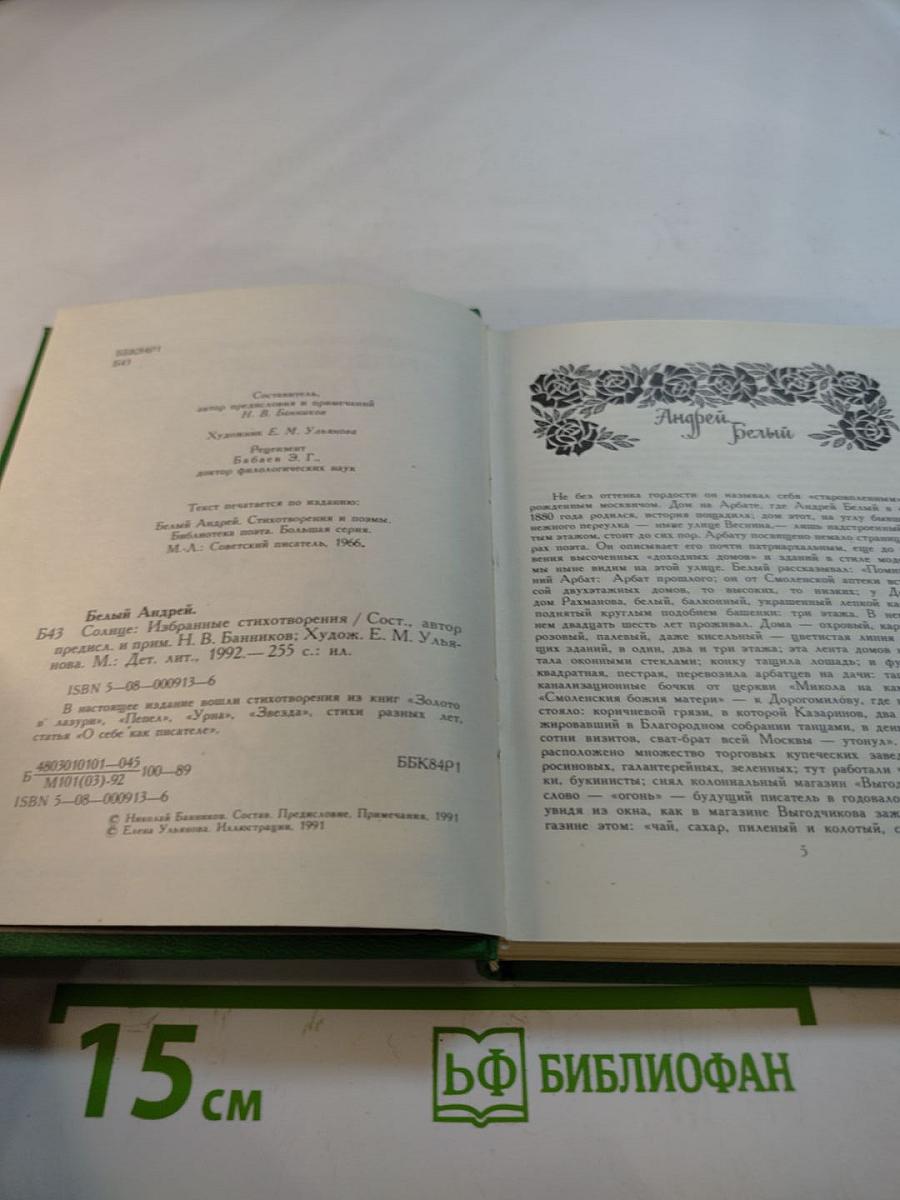 ББК84Р1
Б43
Составитель,
автор предисловия и примечаний
Н. В. Банников
Художник Е. М. Ульянова
Рецензент
Бабаев Э. Г.,
доктор филологических наук
Текст печатается по изданию:
Белый Андрей. Стихотворения и поэмы.
Библиотека поэта. Большая серия.
М.-Л.: Советский писатель, 1966.
Белый Андрей.
Б43 Солнце: Избранные стихотворения / Сост., автор
предисл. и прим. Н. В. Банников; Худож. Е. М. Улья-
нова. М.: Дет. лит., 1992.— 255 с.: ил.
ISBN 5—08—000913—6
В настоящее издание вошли стихотворения из книг «Золото
в лазури», «Пепел», «Урна», «Звезда», стихи разных лет,
статья «О себе как писателе».
Б 4803010101—045 100—89
М101(03)-92
ББК84Р1
ISBN 5—08—000913—6
© Николай Банников. Состав. Предисловие. Примечания, 1991
© Елена Ульянова. Иллюстрации, 1991
Андрей
Белый
Не без оттенка гордости он называл себя «старовленным»
рожденным москвичом. Дом на Арбате, где Андрей Белый в
1880 года родился, история пощадила; дом этот, на углу бывш
нежного переулка — ныне улице Веснина,— лишь надстроенный
тым этажом, стоит до сих пор. Арбату посвящено немало страниц
рах поэта. Он описывает его почти патриархальным, еще до
вения высоченных «доходных домов» и зданий в стиле моде
мы ныне видим на этой улице. Белый рассказывал: «Помн
ний Арбат: Арбат прошлого; он от Смоленской аптеки вс
сой двухэтажных домов, то высоких, то низких; у Д
дом Рахманова, белый, балконный, украшенный лепкой ка
поднятый круглым подобием башенки: три этажа. В не
нем двадцать шесть лет проживал. Дома — охровый, кар
розовый, палевый, даже кисельный — цветистая линия
щих зданий, в один, два и три этажа; эта лента домов
тала оконными стеклами; конку тащила лошадь; и фу
квадратная, пестрая, перевозила арбатцев на дачи; та
канализационные бочки от церкви «Микола на ка
«Смоленския божия матери» — к Дорогоми́лову, где
стояло: коричневой грязи, в которой Казаринов, два
жировавший в Благородном собрании танцами, в ден
сотни визитов, сват-брат всей Москвы — утонул».
расположено множество торговых купеческих завед
росиновых, галантерейных, зеленных; тут работали
ки, букинисты; снял колониальный магазин «Выгод
слово — «огонь» — будущий писатель в годовало
увидя из окна, как в магазине Выгодчикова заж
газине этом: «чай, сахар, пиленый и колотый, с
5
15 см
ЬФ БИБЛИОФАН